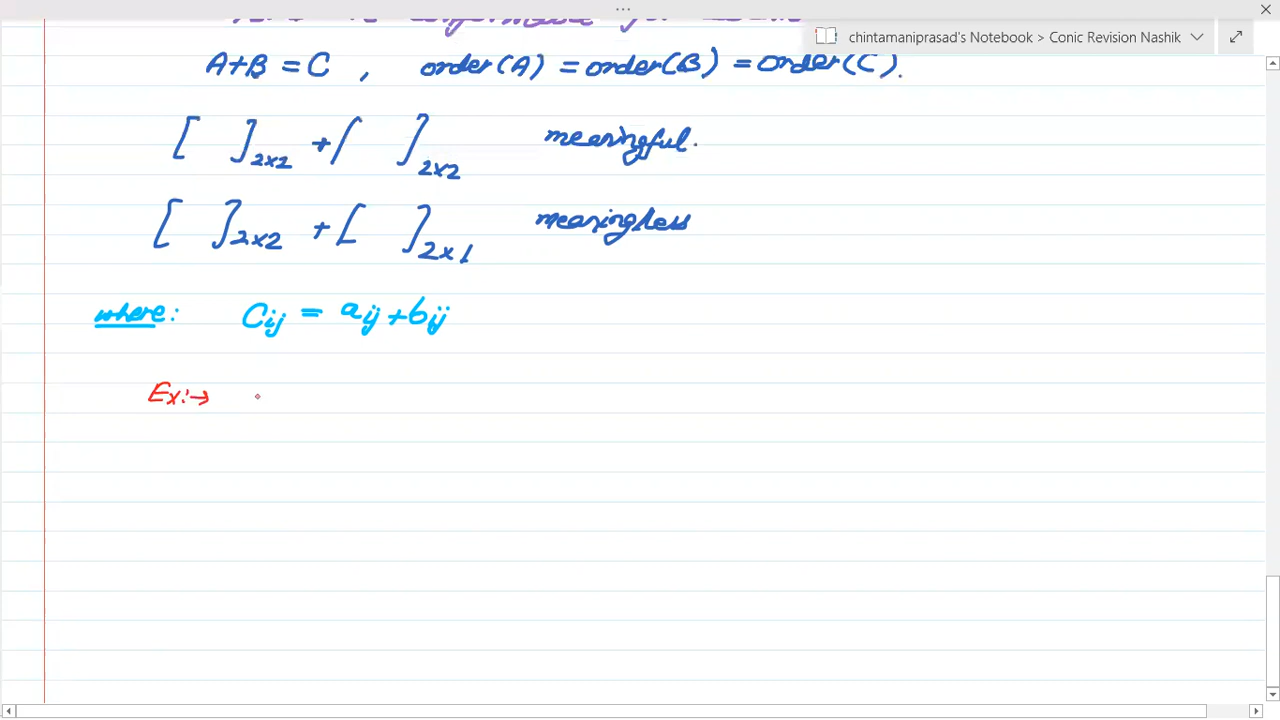 chintamaniprasad's Notebook > Conic Revision Nashik
A+B = C , order(A) = order(B) = order(C).
[ ]2x2 + [ ]2x2 meaningful.
[ ]2x2 + [ ]2x1 meaningless
where: Cij = aij + bij
Ex:→